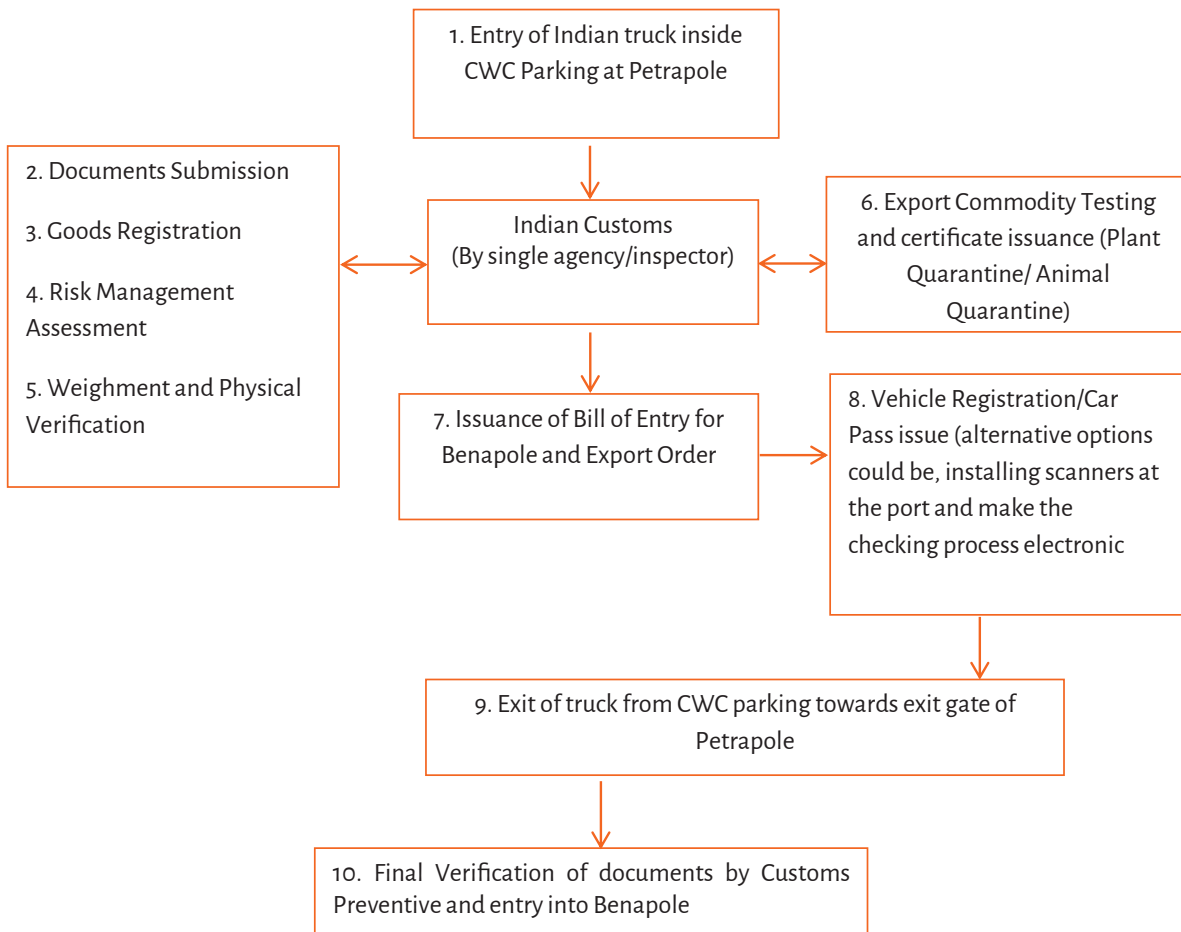 1. Entry of Indian truck inside
CWC Parking at Petrapole
2. Documents Submission
3. Goods Registration
4. Risk Management
Assessment
5. Weighment and Physical
Verification
Indian Customs
(By single agency/inspector)
6. Export Commodity Testing
and certificate issuance (Plant
Quarantine/ Animal
Quarantine)
7. Issuance of Bill of Entry for
Benapole and Export Order
8. Vehicle Registration/Car
Pass issue (alternative options
could be, installing scanners at
the port and make the
checking process electronic
9. Exit of truck from CWC parking towards exit gate of
Petrapole
10. Final Verification of documents by Customs
Preventive and entry into Benapole